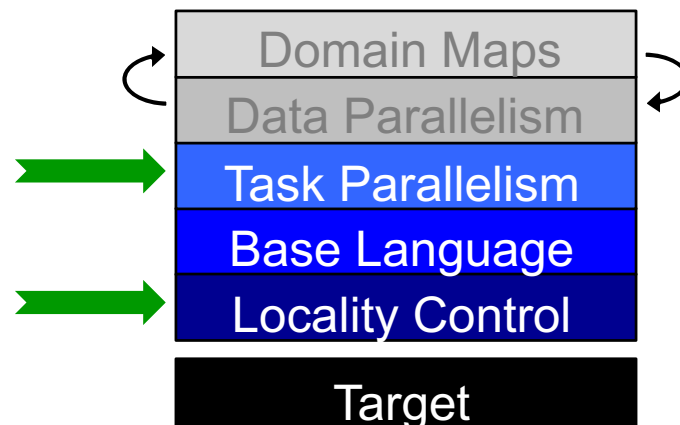 Domain Maps
Data Parallelism
Task Parallelism
Base Language
Locality Control
Target